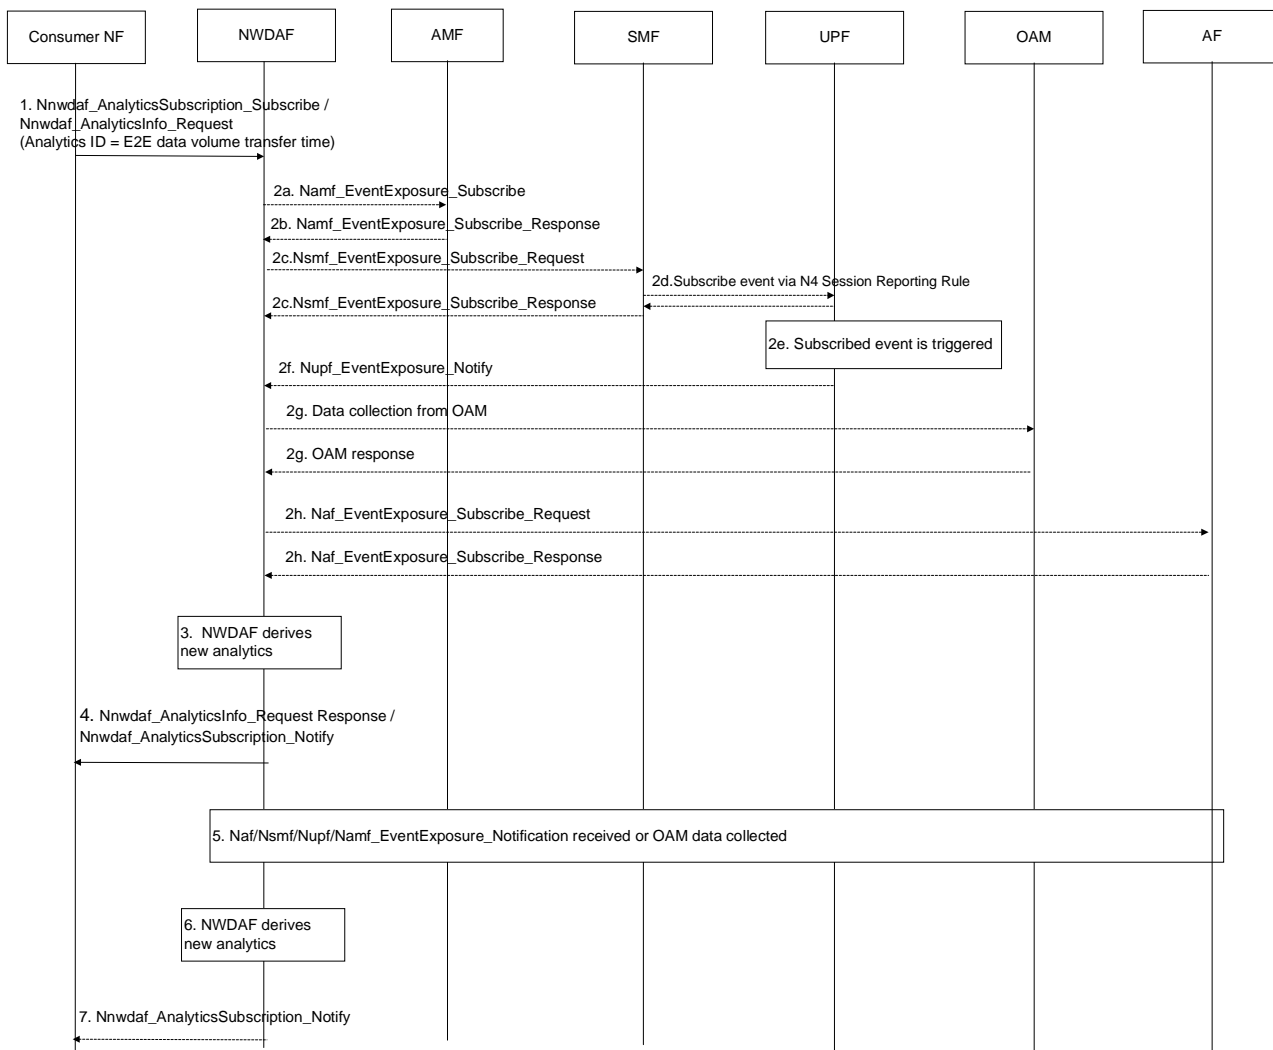 Consumer NF
NWDAF
AMF
SMF
UPF
OAM
AF
1. Nnwdaf_AnalyticsSubscription_Subscribe /
Nnwdaf_AnalyticsInfo_Request
(Analytics ID = E2E data volume transfer time)
2a. Namf_EventExposure_Subscribe
2b. Namf_EventExposure_Subscribe_Response
2c.Nsmf_EventExposure_Subscribe_Request
2d.Subscribe event via N4 Session Reporting Rule
2c.Nsmf_EventExposure_Subscribe_Response
2e. Subscribed event is triggered
2f. Nupf_EventExposure_Notify
2g. Data collection from OAM
2g. OAM response
2h. Naf_EventExposure_Subscribe_Request
2h. Naf_EventExposure_Subscribe_Response
3. NWDAF derives
new analytics
4. Nnwdaf_AnalyticsInfo_Request Response /
Nnwdaf_AnalyticsSubscription_Notify
5. Naf/Nsmf/Nupf/Namf_EventExposure_Notification received or OAM data collected
6. NWDAF derives
new analytics
7. Nnwdaf_AnalyticsSubscription_Notify